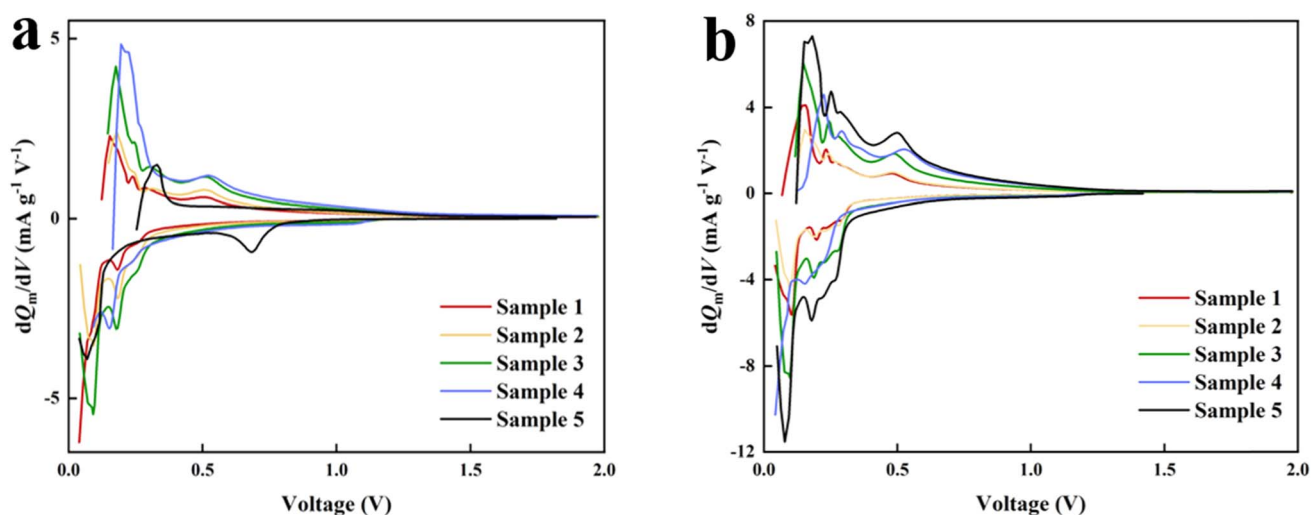 a
5
0
-5
dQm/dV (mA g-1 V-1)
0.0 0.5 1.0 1.5 2.0
Voltage (V)
Sample 1
Sample 2
Sample 3
Sample 4
Sample 5
b
8
4
0
-4
-8
-12
dQm/dV (mA g-1 V-1)
0.0 0.5 1.0 1.5 2.0
Voltage (V)
Sample 1
Sample 2
Sample 3
Sample 4
Sample 5